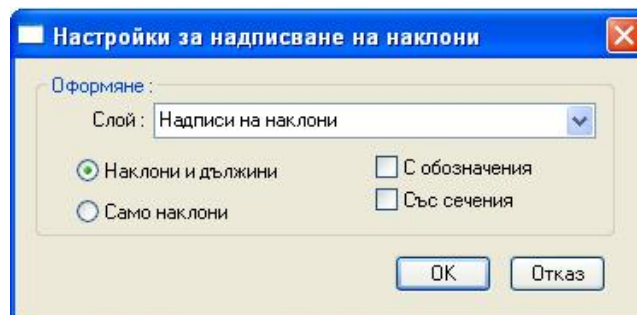 Настройки за надписване на наклони
Оформяне :
Слой : Надписи на наклони
Наклони и дължини
С обозначения
Само наклони
Със сечения
OK Отказ